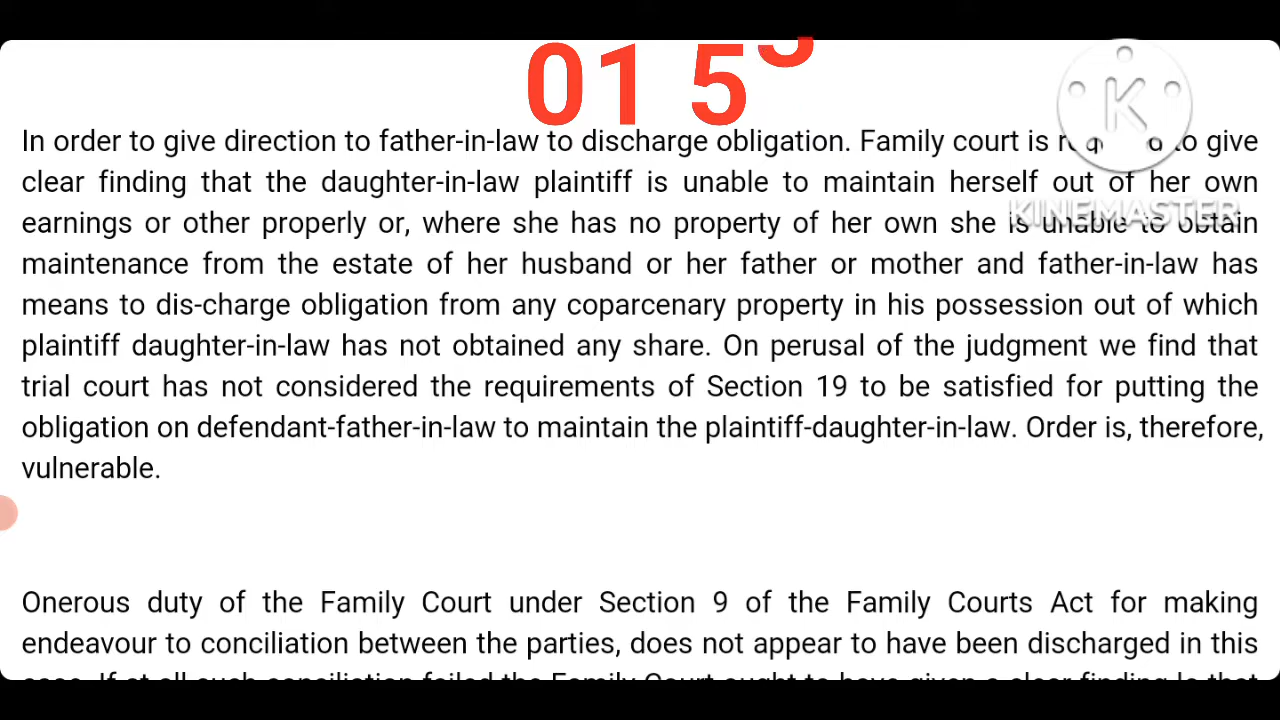 01 5
In order to give direction to father-in-law to discharge obligation. Family court is to give
clear finding that the daughter-in-law plaintiff is unable to maintain herself out of her own
earnings or other properly or, where she has no property of her own she is unable to obtain
maintenance from the estate of her husband or her father or mother and father-in-law has
means to dis-charge obligation from any coparcenary property in his possession out of which
plaintiff daughter-in-law has not obtained any share. On perusal of the judgment we find that
trial court has not considered the requirements of Section 19 to be satisfied for putting the
obligation on defendant-father-in-law to maintain the plaintiff-daughter-in-law. Order is, therefore,
vulnerable.
Onerous duty of the Family Court under Section 9 of the Family Courts Act for making
endeavour to conciliation between the parties, does not appear to have been discharged in this
K
KINEMASTER